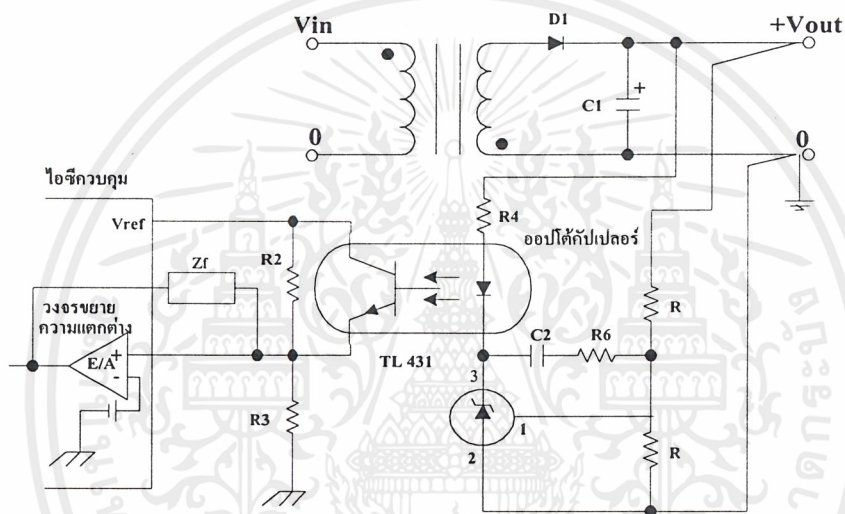 Vin
D1
+Vout
C1
+
0
0
ไอซีควบคุม
Vref
R4
ออปโต้กัปเปลอร์
Zf
R2
วงจรขยาย
ความแตกต่าง
R
E/A
+
-
C2
R6
TL 431
3
1
2
R3
R